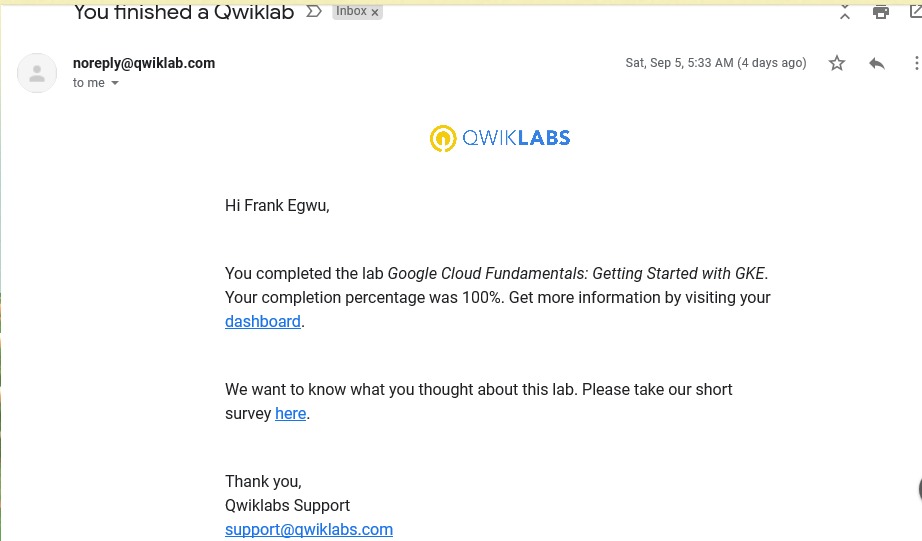 You finished a Qwiklab Inbox x
noreply@qwiklab.com Sat, Sep 5, 5:33 AM (4 days ago)
to me
QWIKLABS
Hi Frank Egwu,
You completed the lab Google Cloud Fundamentals: Getting Started with GKE.
Your completion percentage was 100%. Get more information by visiting your
dashboard.
We want to know what you thought about this lab. Please take our short
survey here.
Thank you,
Qwiklabs Support
support@qwiklabs.com